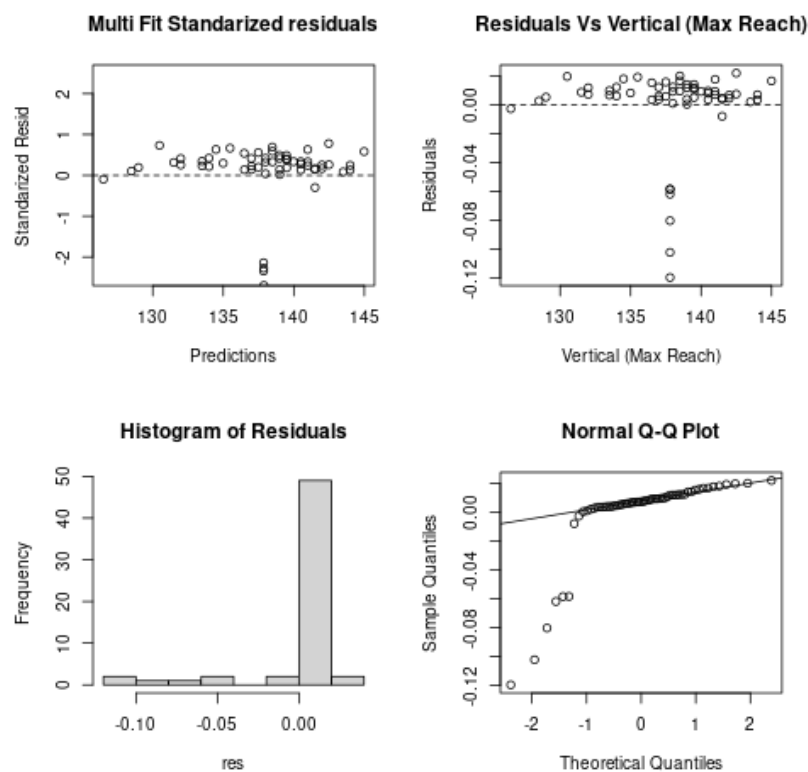 Multi Fit Standarized residuals
Standarized Resid
2
1
0
-1
-2
130
135
140
145
Predictions
Residuals Vs Vertical (Max Reach)
Residuals
0.00
-0.04
-0.08
-0.12
130
135
140
145
Vertical (Max Reach)
Histogram of Residuals
Frequency
50
40
30
20
10
0
-0.10
-0.05
0.00
res
Normal Q-Q Plot
Sample Quantiles
0.00
-0.04
-0.08
-0.12
-2
-1
0
1
2
Theoretical Quantiles